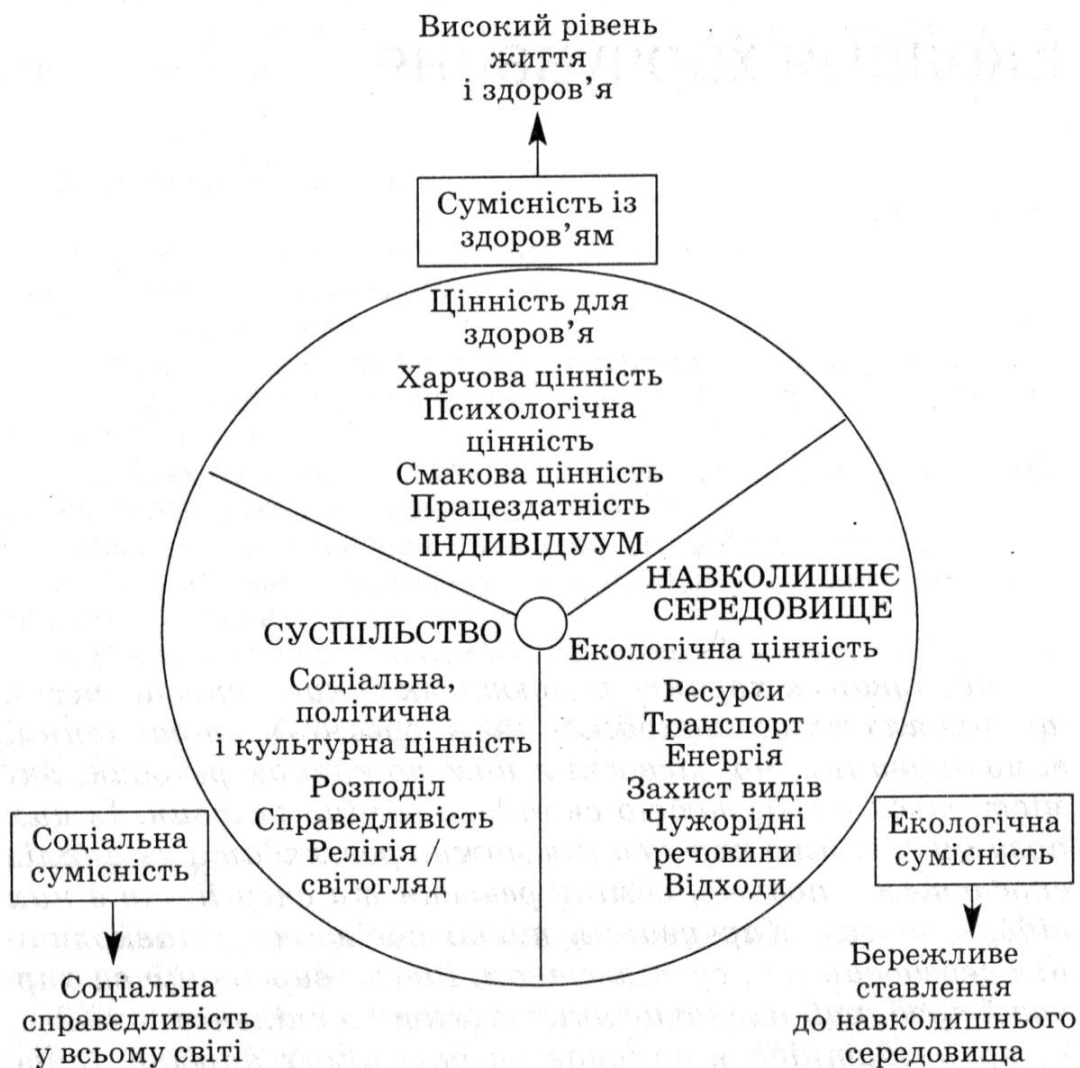 Високий рівень
життя
і здоров’я
Сумісність із
здоров’ям
Цінність для
здоров’я
Харчова цінність
Психологічна
цінність
Смакова цінність
Працездатність
ІНДИВІДУУМ
НАВКОЛИШНЄ
СЕРЕДОВИЩЕ
Екологічна цінність
Ресурси
Транспорт
Енергія
Захист видів
Чужорідні
речовини
Відходи
СУСПІЛЬСТВО
Соціальна,
політична
і культурна цінність
Розподіл
Справедливість
Релігія /
світогляд
Соціальна
сумісність
Соціальна
справедливість
у всьому світі
Екологічна
сумісність
Бережливе
ставлення
до навколишнього
середовища